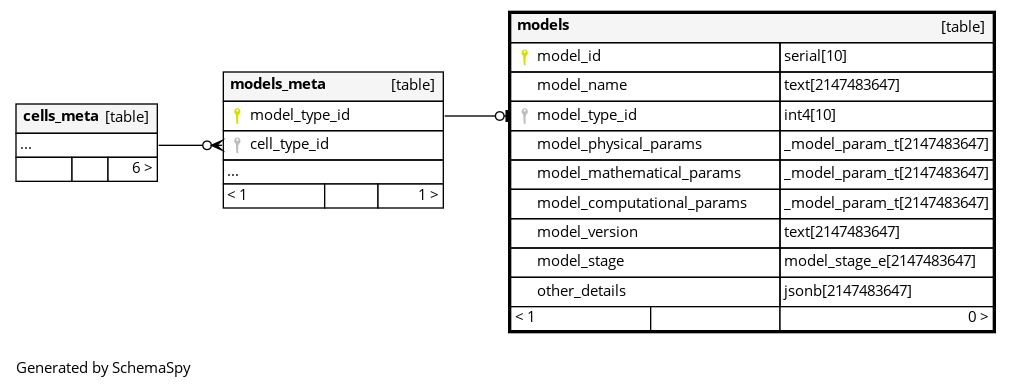 cells_meta [table]
...
6 >
models_meta [table]
model_type_id
cell_type_id
...
< 1 1 >
models [table]
model_id serial[10]
model_name text[2147483647]
model_type_id int4[10]
model_physical_params _model_param_t[2147483647]
model_mathematical_params _model_param_t[2147483647]
model_computational_params _model_param_t[2147483647]
model_version text[2147483647]
model_stage model_stage_e[2147483647]
other_details jsonb[2147483647]
< 1 0 >
Generated by SchemaSpy